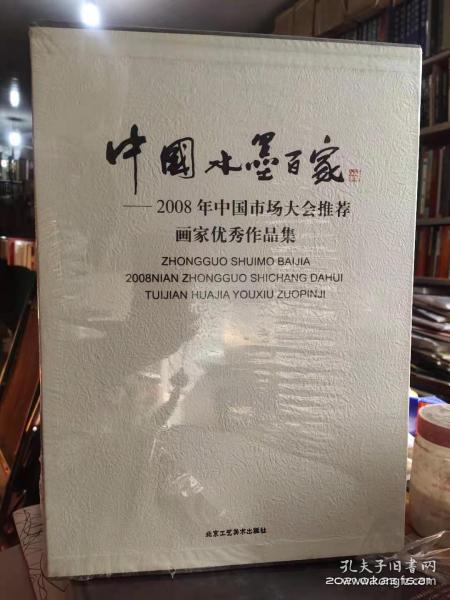 中國水墨百家
——2008年中国市场大会推荐
画家优秀作品集
ZHONGGUO SHUIMO BAIJIA
2008NIAN ZHONGGUO SHICHANG DAHUI
TUIJIAN HUAJIA YOUXIU ZUOPINJI
北京工艺美术出版社
孔夫子旧书网